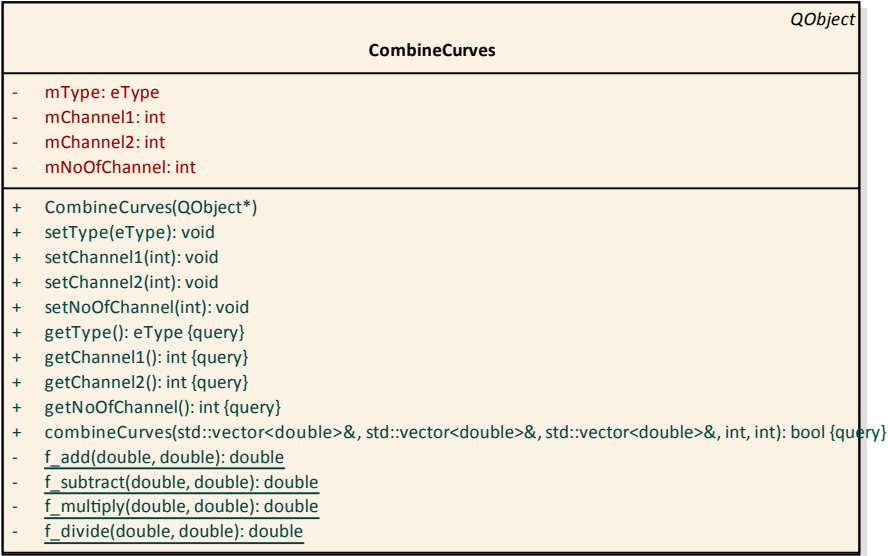 QObject
CombineCurves
- mType: eType
- mChannel1: int
- mChannel2: int
- mNoOfChannel: int
+ CombineCurves(QObject*)
+ setType(eType): void
+ setChannel1(int): void
+ setChannel2(int): void
+ setNoOfChannel(int): void
+ getType(): eType {query}
+ getChannel1(): int {query}
+ getChannel2(): int {query}
+ getNoOfChannel(): int {query}
+ combineCurves(std::vector<double>&, std::vector<double>&, std::vector<double>&, int, int): bool {query}
- f_add(double, double): double
- f_subtract(double, double): double
- f_multiply(double, double): double
- f_divide(double, double): double